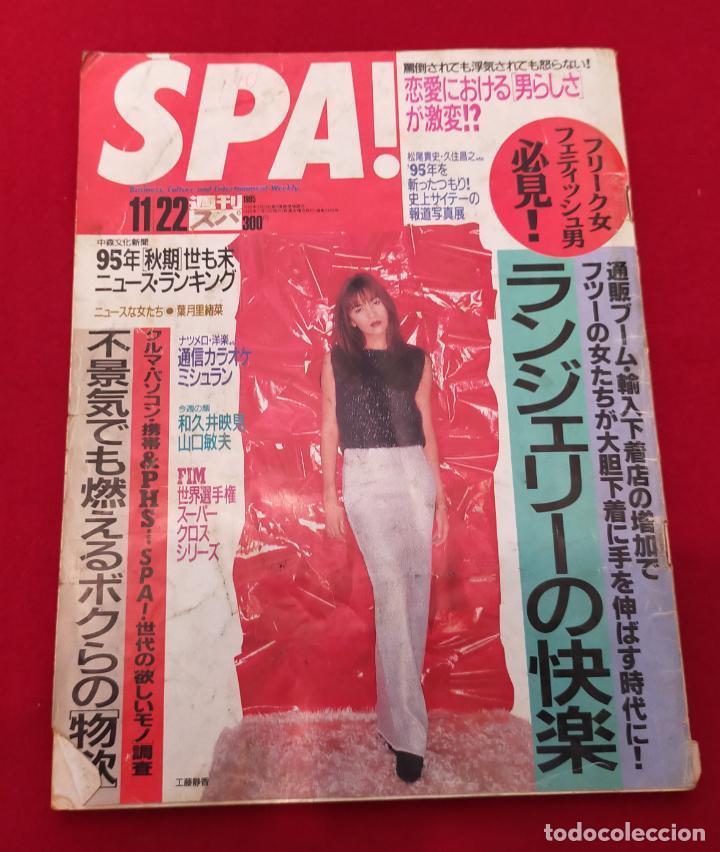 SPA!
Business, Culture and Entertainment Weekly
11/22
週刊
スパ
1995
300円
罵倒されても浮気されても怒らない!
恋愛における[男らしさ]
が激変!?
松尾貴史・久住昌之
'95年を
斬ったつもり!
史上サイテーの
報道写真展
フリーク女
フェティッシュ男
必見!
通販ブーム・輸入下着店の増加で
フツーの女たちが大胆下着に手を伸ばす時代に!
ランジェリーの快楽
中森文化新聞
95年[秋期]世も末
ニュース・ランキング
ニュースな女たち●葉月里緒菜
ナツメロ・洋楽
通信カラオケ
ミシュラン
今週の顔
和久井映見
山口敏夫
FIM
世界選手権
スーパー
クロス
シリーズ
クルマ・パソコン・携帯&PHS…SPA!世代の欲しいモノ調査
不景気でも燃えるボクらの[物欲]
工藤静香
todocoleccion
todocoleccion.net